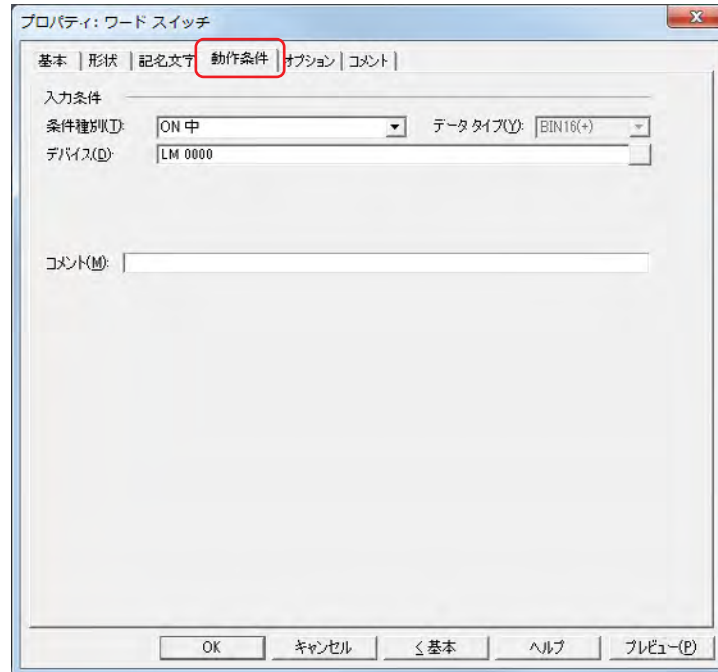 プロパティ: ワード スイッチ
基本 形状 記名文字 動作条件 オプション コメント
入力条件
条件種別(T): ON 中 データ タイプ(Y): BIN16(+)
デバイス(D): LM 0000
コメント(M):
OK キャンセル < 基本 ヘルプ プレビュー(P)